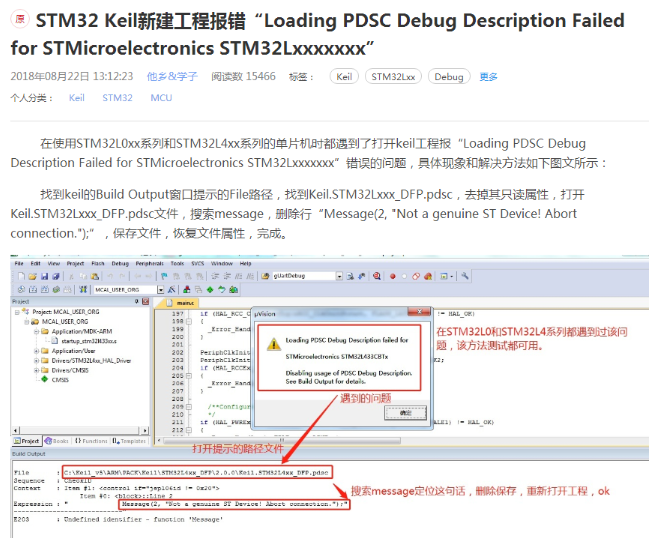 原 STM32 Keil新建工程报错“Loading PDSC Debug Description Failed
for STMicroelectronics STM32Lxxxxxxx”
2018年08月22日 13:12:23 他乡&学子 阅读数 15466 标签： Keil STM32Lxx Debug 更多
个人分类： Keil STM32 MCU
在使用STM32L0xx系列和STM32L4xx系列的单片机时都遇到了打开keil工程报“Loading PDSC Debug
Description Failed for STMicroelectronics STM32Lxxxxxxx”错误的问题，具体现象和解决方法如下图文所示：
找到keil的Build Output窗口提示的File路径，找到Keil.STM32Lxxx_DFP.pdsc，去掉其只读属性，打开
Keil.STM32Lxxx_DFP.pdsc文件，搜索message，删除行“Message(2, "Not a genuine ST Device! Abort
connection.");”，保存文件，恢复文件属性，完成。
File Edit View Project Flash Debug Peripherals Tools SVCS Window Help
gUartDebug
MCAL_USER_ORG
Project
main.c
Project: MCAL_USER_ORG
MCAL_USER_ORG
Application/MDK-ARM
startup_stm32l433xx.s
Application/User
Drivers/STM32L4xx_HAL_Driver
Drivers/CMSIS
CMSIS
197 if (HAL_RCC_
198 {
199 _Error_Hand
200 }
201
202 PeriphClkInit
203 PeriphClkInit
204 if (HAL_RCCEx
205 {
206 _Error_Hand
207 }
208
209 /**Configur
210 */
211 if (HAL_PWREx
!= HAL_OK)
K2;
ALE1) != HAL_OK)
µVision
Loading PDSC Debug Description failed for
STMicroelectronics STM32L433CBTx
Disabling usage of PDSC Debug Description.
See Build Output for details.
确定
在STM32L0和STM32L4系列都遇到过该问
题，该方法测试都可用。
遇到的问题
Project Books Functions Templates
打开提示的路径文件
Build Output
File : C:\Keil_v5\ARM\PACK\Keil\STM32L4xx_DFP\2.0.0\Keil.STM32L4xx_DFP.pdsc
Sequence : CheckID
Context : Item #1: <control if="jep106id != 0x20">
Item #0: <block>:Line 2
Expression : "Message(2, "Not a genuine ST Device! Abort connection.");"
E203 : Undefined identifier - function 'Message'
搜索message定位这句话，删除保存，重新打开工程，ok